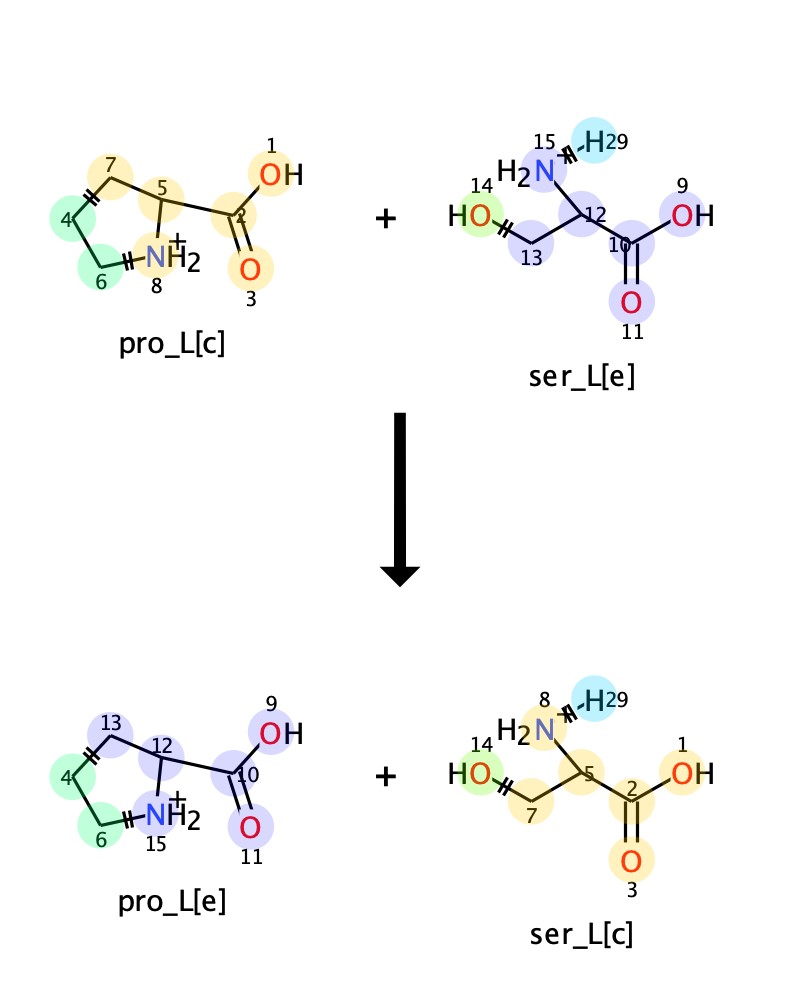 1
7
5
OH
4
2
+
NH2
6
8
O
3
pro_L[c]
+
15
H29
14
H2N
9
HO
12
OH
13
10
O
11
ser_L[e]
9
13
12
OH
4
10
+
NH2
6
15
O
11
pro_L[e]
+
8
H29
14
H2N
1
HO
5
2
OH
7
O
3
ser_L[c]